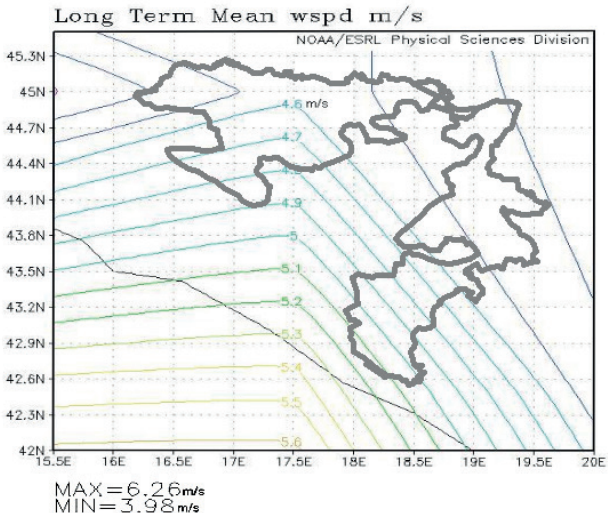 Long Term Mean wspd m/s
NOAA/ESRL Physical Sciences Division
45.3N
45N
44.7N
44.4N
44.1N
43.8N
43.5N
43.2N
42.9N
42.6N
42.3N
42N
4.6 m/s
4.7
4.9
5
5.1
5.2
5.3
5.4
5.5
5.6
15.5E 16E 16.5E 17E 17.5E 18E 18.5E 19E 19.5E 20E
MAX=6.26m/s
MIN=3.98m/s